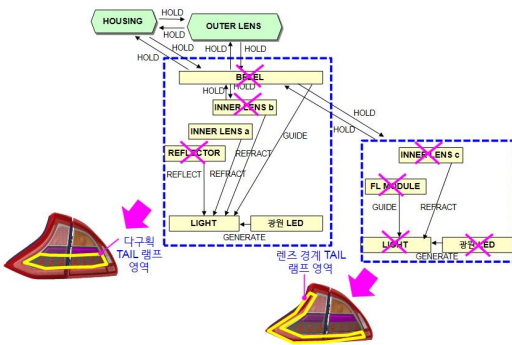 HOUSING
HOLD
OUTER LENS
HOLD
HOLD
HOLD
HOLD
HOLD
BEZEL
HOLD
HOLD
INNER LENS b
HOLD
INNER LENS a
HOLD
GUIDE
REFLECTOR
REFRACT
INNER LENS c
REFLECT
REFRACT
FL MODULE
GUIDE
REFRACT
LIGHT
광원 LED
GENERATE
LIGHT
광원 LED
GENERATE
다구획
TAIL 램프
영역
렌즈 경계 TAIL
램프 영역